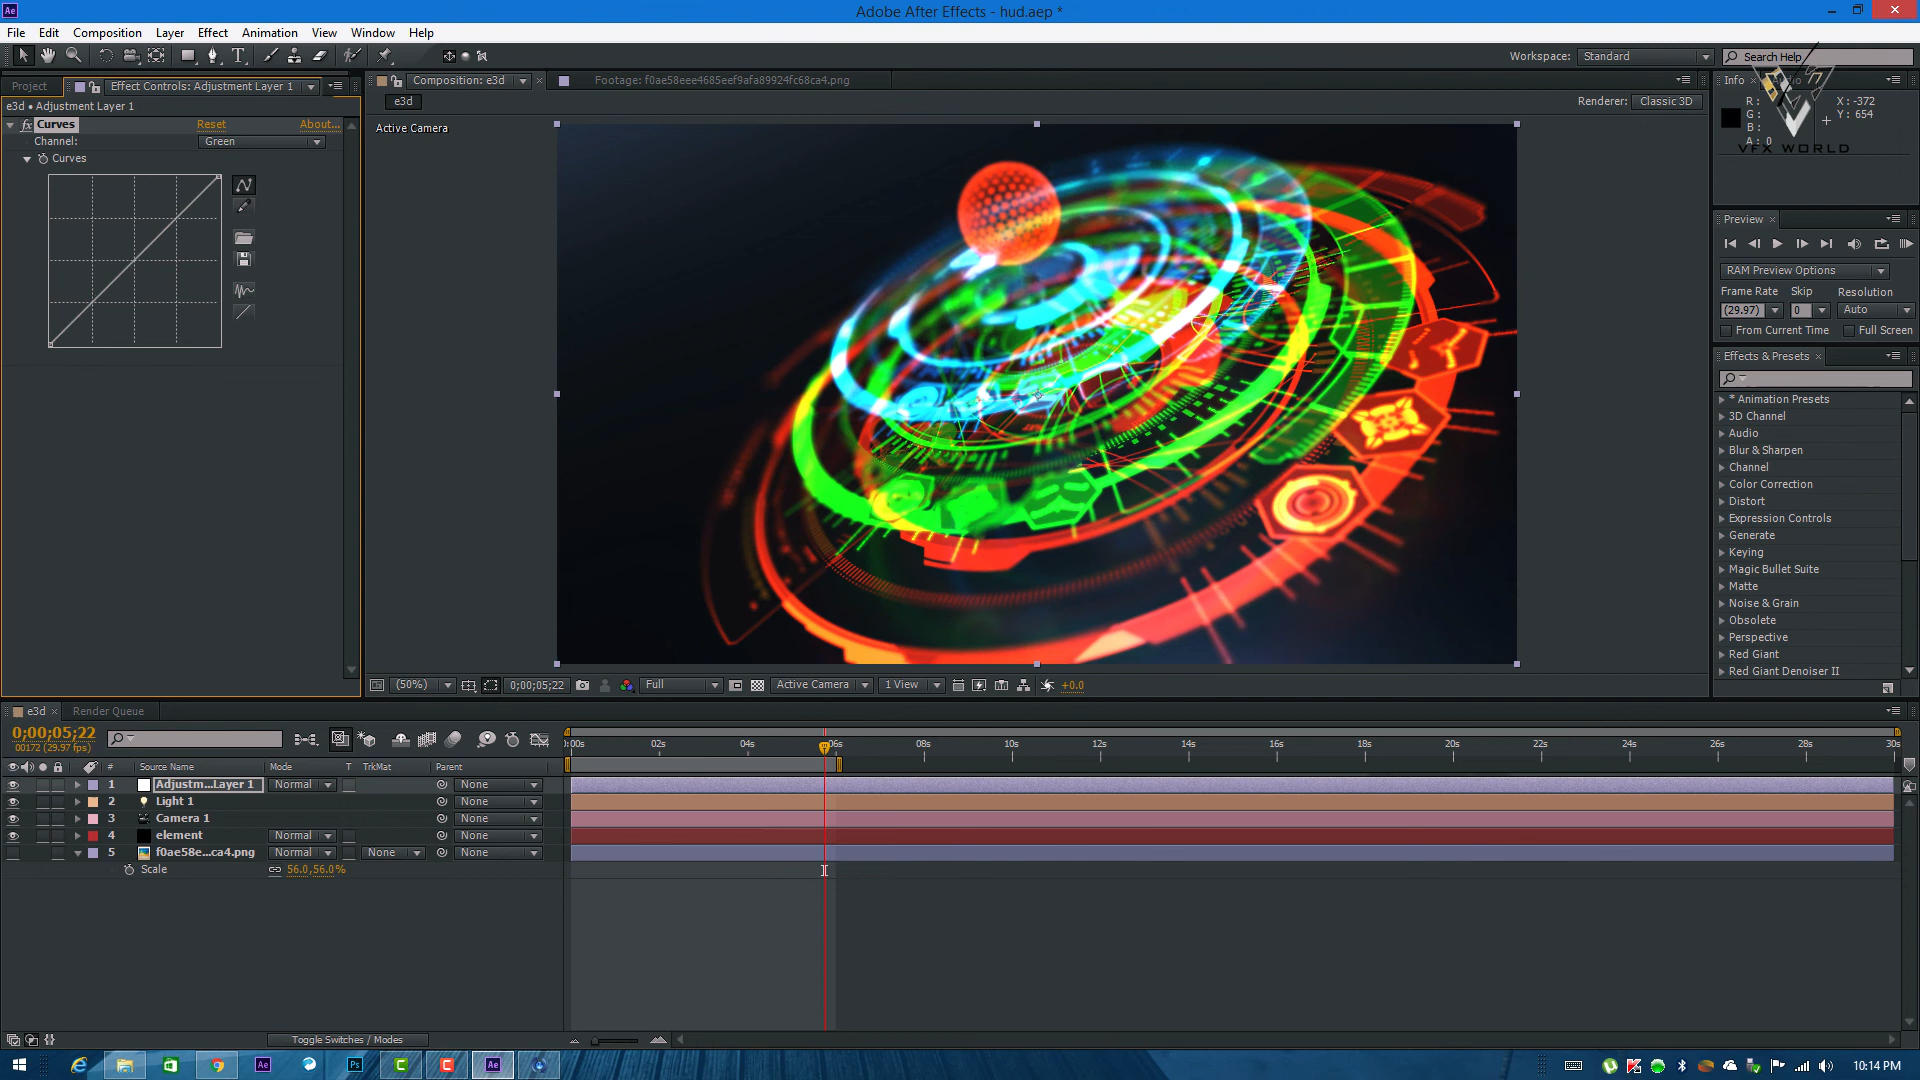 Ae
Adobe After Effects - hud.aep *
File Edit Composition Layer Effect Animation View Window Help
Workspace: Standard
Search Help
Project
Effect Controls: Adjustment Layer 1
Composition: e3d
Footage: f0ae58eee4685eef9afa89924fc68ca4.png
Info
e3d • Adjustment Layer 1
e3d
Renderer: Classic 3D
fx Curves Reset About...
Channel: Green
Curves
Active Camera
R:
G:
B:
A: 0
X: -372
Y: 654
VFX WORLD
Preview
RAM Preview Options
Frame Rate Skip Resolution
(29.97) 0 Auto
From Current Time Full Screen
Effects & Presets
* Animation Presets
3D Channel
Audio
Blur & Sharpen
Channel
Color Correction
Distort
Expression Controls
Generate
Keying
Magic Bullet Suite
Matte
Noise & Grain
Obsolete
Perspective
Red Giant
Red Giant Denoiser II
(50%) 0;00;05;22 Full Active Camera 1 View +0.0
e3d Render Queue
0;00;05;22
00172 (29.97 fps)
:00s 02s 04s 06s 08s 10s 12s 14s 16s 18s 20s 22s 24s 26s 28s 30s
# Source Name Mode T TrkMat Parent
1 Adjustm...Layer 1 Normal None
2 Light 1 None
3 Camera 1 None
4 element Normal None
5 f0ae58e...ca4.png Normal None None
Scale 56.0,56.0%
Toggle Switches / Modes
Ae Ps C C Ae
10:14 PM